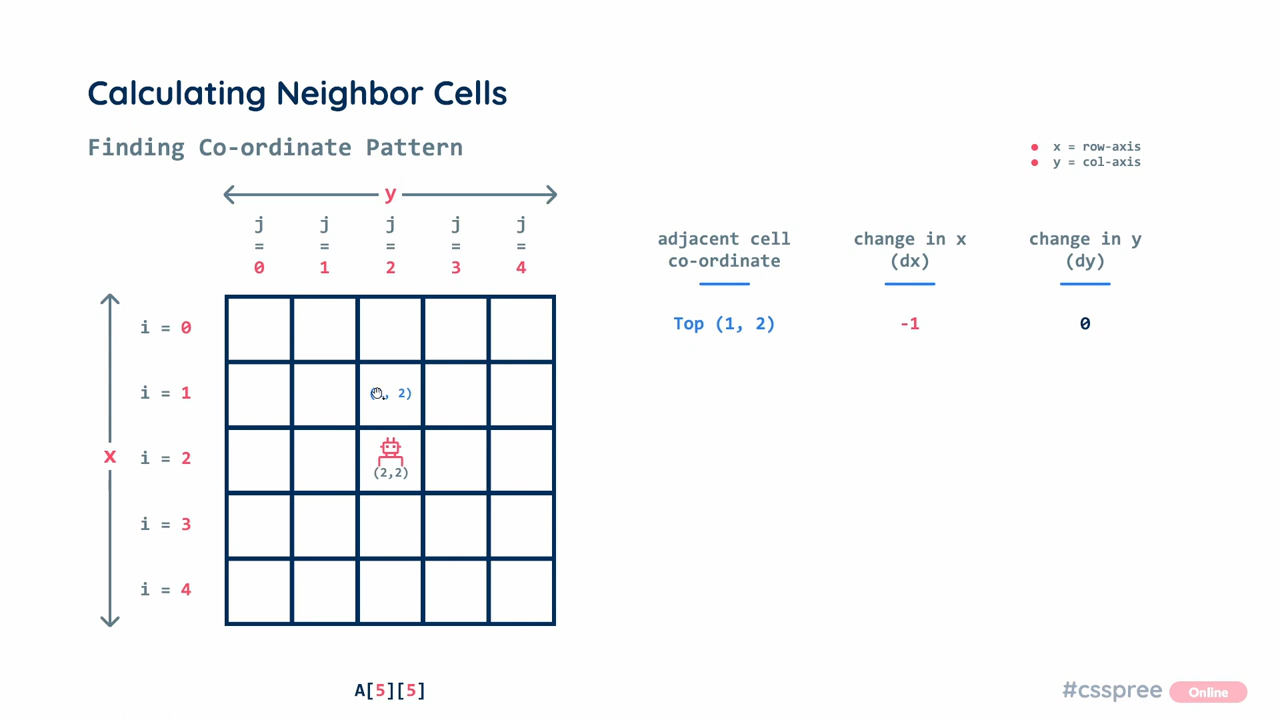 Calculating Neighbor Cells
Finding Co-ordinate Pattern
x = row-axis
y = col-axis
y
j = 0
j = 1
j = 2
j = 3
j = 4
adjacent cell co-ordinate
change in x (dx)
change in y (dy)
Top (1, 2)
-1
0
i = 0
i = 1
, 2)
x
i = 2
(2,2)
i = 3
i = 4
A[5][5]
#csspree
Online